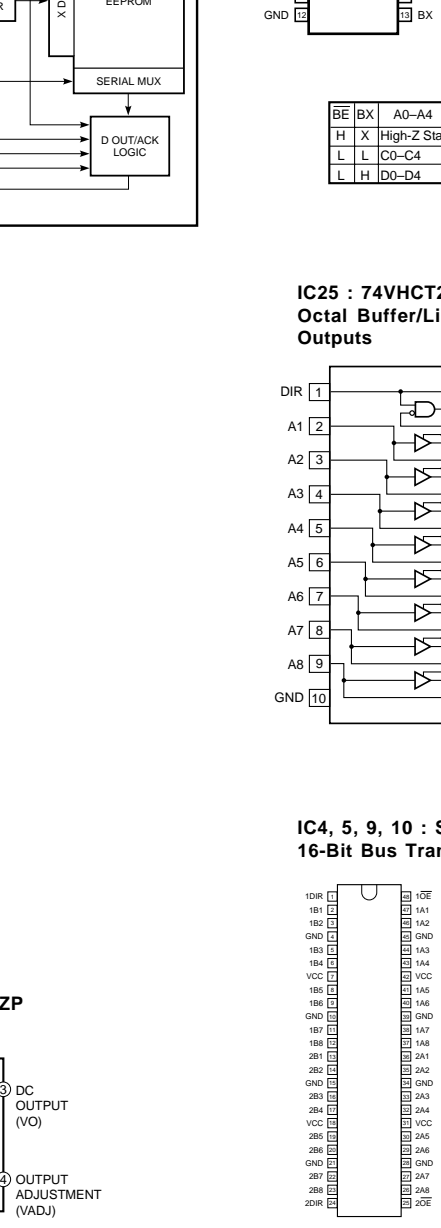 R
X D
EEPROM
SERIAL MUX
D OUT/ACK
LOGIC
GND 12
13 BX
BE BX A0–A4
H X High-Z Sta
L L C0–C4
L H D0–D4
IC25 : 74VHCT2
Octal Buffer/Li
Outputs
DIR 1
A1 2
A2 3
A3 4
A4 5
A5 6
A6 7
A7 8
A8 9
GND 10
IC4, 5, 9, 10 : S
16-Bit Bus Tran
1DIR 1 48 1OE
1B1 2 47 1A1
1B2 3 46 1A2
GND 4 45 GND
1B3 5 44 1A3
1B4 6 43 1A4
VCC 7 42 VCC
1B5 8 41 1A5
1B6 9 40 1A6
GND 10 39 GND
1B7 11 38 1A7
1B8 12 37 1A8
2B1 13 36 2A1
2B2 14 35 2A2
GND 15 34 GND
2B3 16 33 2A3
2B4 17 32 2A4
VCC 18 31 VCC
2B5 19 30 2A5
2B6 20 29 2A6
GND 21 28 GND
2B7 22 27 2A7
2B8 23 26 2A8
2DIR 24 25 2OE
ZP
3 DC
OUTPUT
(VO)
4 OUTPUT
ADJUSTMENT
(VADJ)